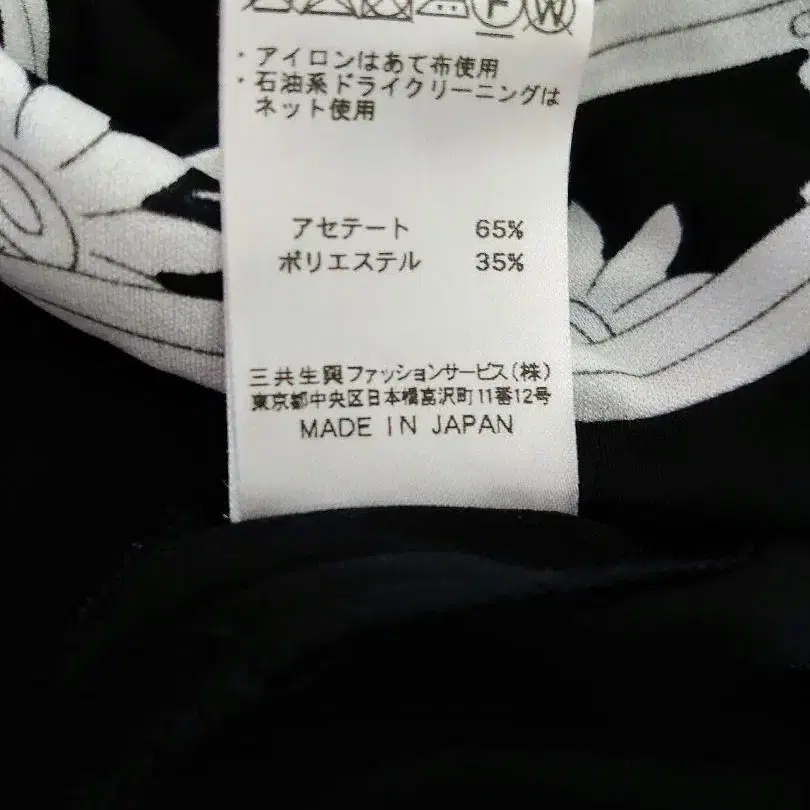 F W
・アイロンはあて布使用
・石油系ドライクリーニングは
ネット使用
アセテート 65%
ポリエステル 35%
三共生興ファッションサービス(株)
東京都中央区日本橋富沢町11番12号
MADE IN JAPAN